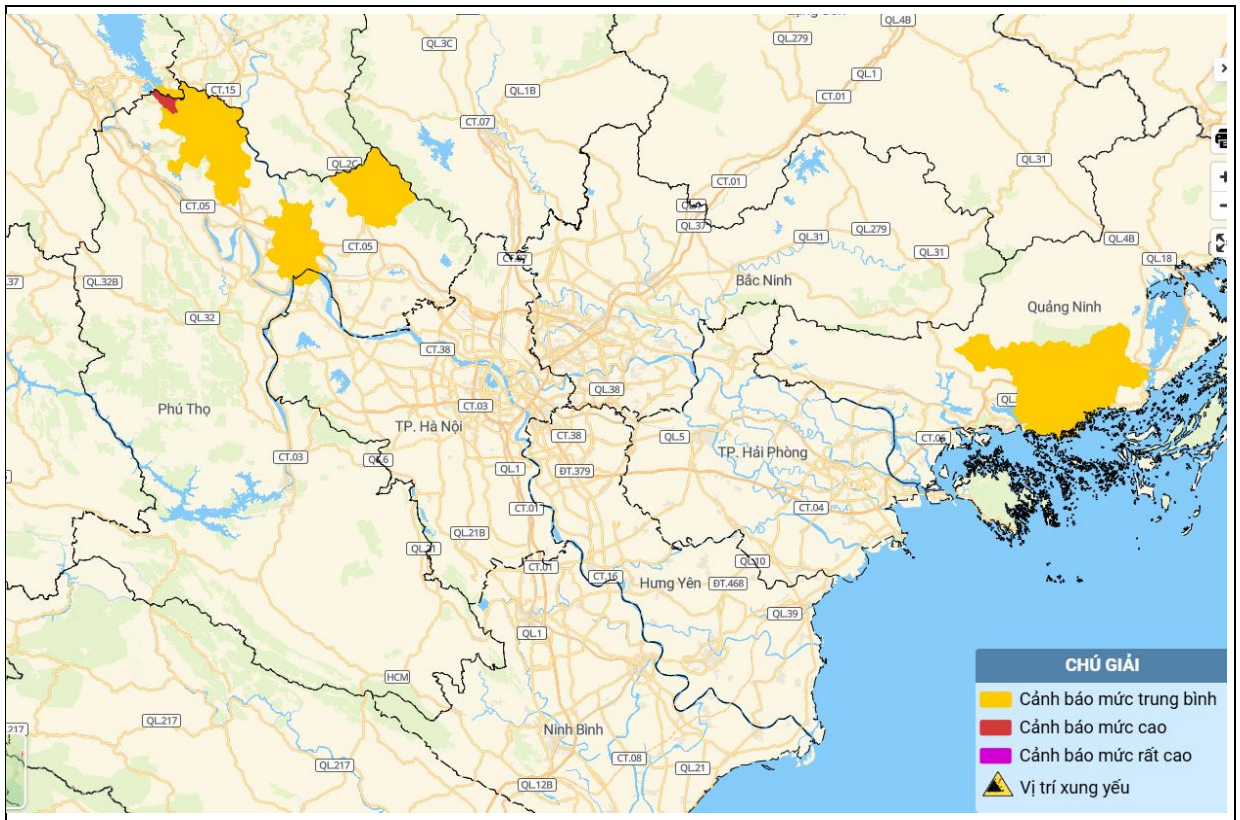 QL.4B
QL.3C
QL.279
QL.1
CT.15
QL.1B
CT.01
CT.07
QL.2C
QL.31
CT.01
CT.05
QL.37
QL.31
QL.279
QL.4B
CT.05
QL.31
QL.18
CT.07
37
QL.32B
Bắc Ninh
Quảng Ninh
QL.32
CT.38
QL.38
Phú Thọ
CT.03
TP. Hà Nội
CT.38
QL.5
CT.06
CT.03
QL.6
QL.1
ĐT.379
TP. Hải Phòng
CT.01
CT.04
QL.21B
QL.21
CT.01
CT.16
QL.10
Hưng Yên
ĐT.468
QL.39
QL.1
HCM
CHÚ GIẢI
Cảnh báo mức trung bình
Cảnh báo mức cao
Cảnh báo mức rất cao
Vị trí xung yếu
217
QL.217
Ninh Bình
QL.217
CT.08
QL.21
QL.12B